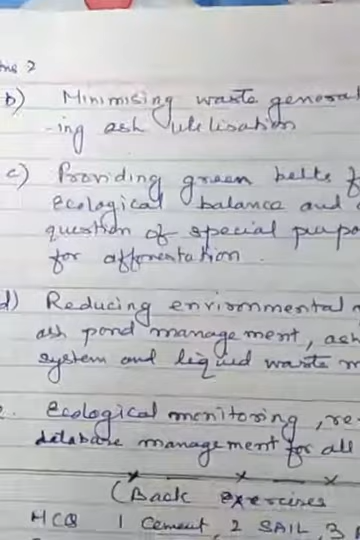 b) Minimising waste generat
-ing ash utilisation
c) Providing green belts f
ecological balance and
question of special purpo
for afforestation.
d) Reducing environmental
ash pond management, ash
system and liquid waste m
e. Ecological monitoring, re-
database management for all
(Back exercises
MCQ 1 Cement, 2 SAIL, 3